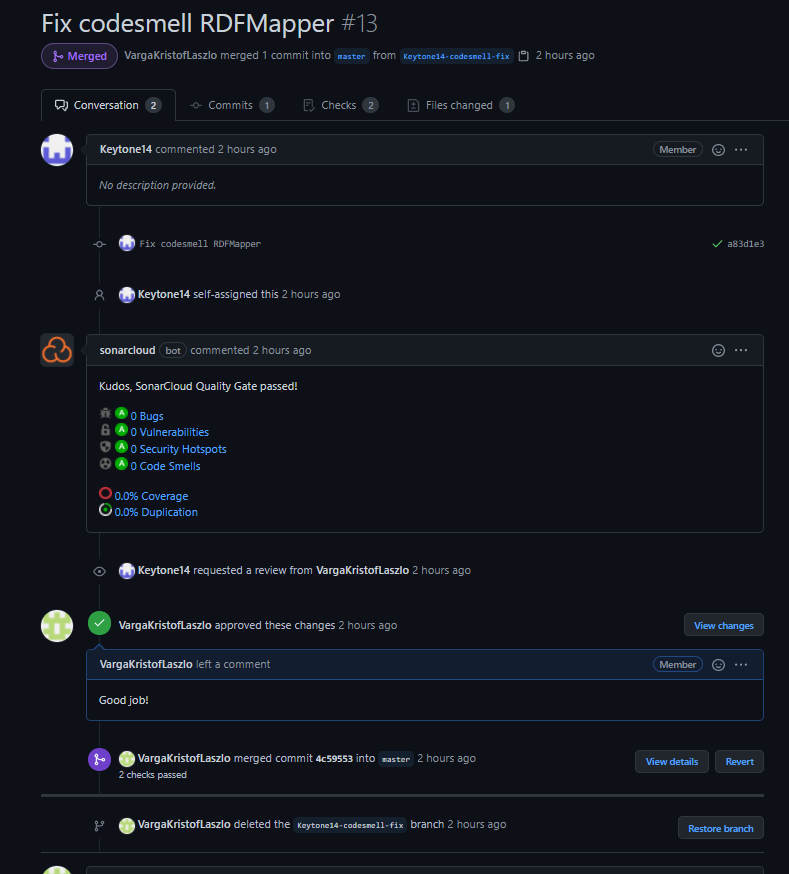 Fix codesmell RDFMapper #13
Merged VargaKristofLaszlo merged 1 commit into master from Keytone14-codesmell-fix 2 hours ago
Conversation 2 Commits 1 Checks 2 Files changed 1
Keytone14 commented 2 hours ago Member
No description provided.
Fix codesmell RDFMapper a83d1e3
Keytone14 self-assigned this 2 hours ago
sonarcloud bot commented 2 hours ago
Kudos, SonarCloud Quality Gate passed!
A 0 Bugs
A 0 Vulnerabilities
A 0 Security Hotspots
A 0 Code Smells
0.0% Coverage
0.0% Duplication
Keytone14 requested a review from VargaKristofLaszlo 2 hours ago
VargaKristofLaszlo approved these changes 2 hours ago View changes
VargaKristofLaszlo left a comment Member
Good job!
VargaKristofLaszlo merged commit 4c59553 into master 2 hours ago View details Revert
2 checks passed
VargaKristofLaszlo deleted the Keytone14-codesmell-fix branch 2 hours ago Restore branch